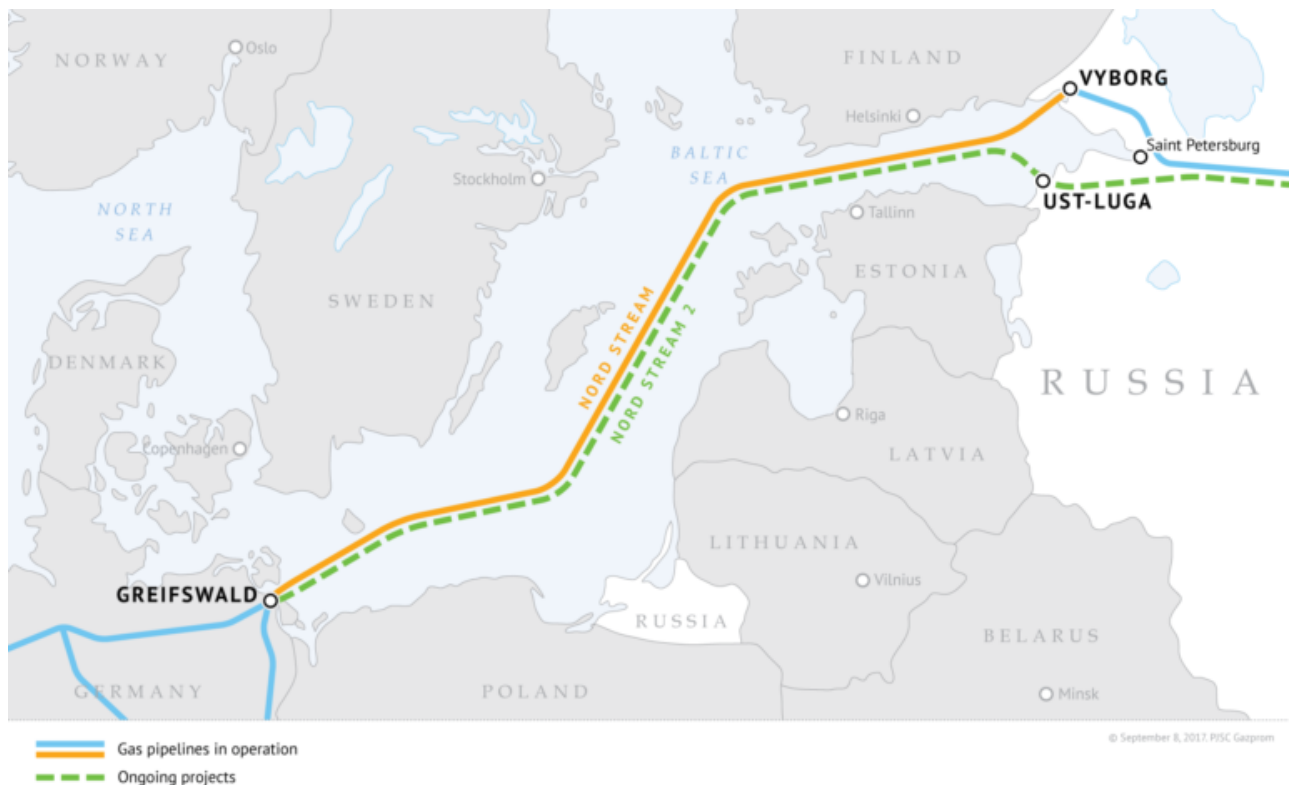 NORWAY
Oslo
FINLAND
VYBORG
Helsinki
Saint Petersburg
BALTIC
SEA
Stockholm
UST-LUGA
NORTH
SEA
Tallinn
ESTONIA
SWEDEN
NORD STREAM
NORD STREAM 2
DENMARK
RUSSIA
Riga
Copenhagen
LATVIA
LITHUANIA
Vilnius
GREIFSWALD
RUSSIA
BELARUS
GERMANY
POLAND
Minsk
Gas pipelines in operation
© September 8, 2017, PJSC Gazprom
Ongoing projects